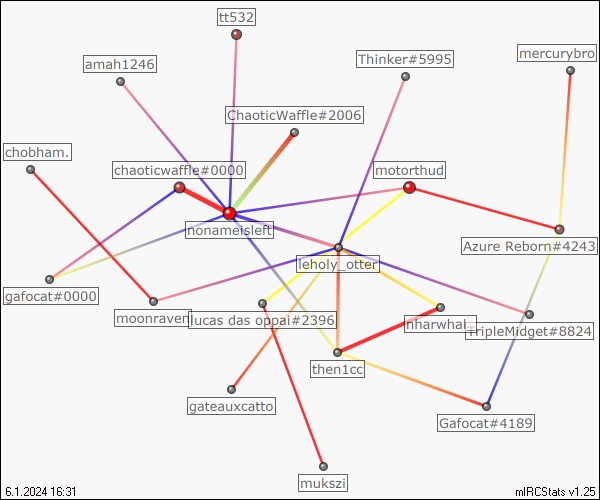 tt532
mercurybro
amah1246
Thinker#5995
ChaoticWaffle#2006
chobham.
chaoticwaffle#0000
motorthud
nonameisleft
Azure Reborn#4243
leholy_otter
gafocat#0000
moonraven
lucas das oppai#2396
nharwhal_
TripleMidget#8824
then1cc
gateauxcatto
Gafocat#4189
mukszi
6.1.2024 16:31
mIRCStats v1.25